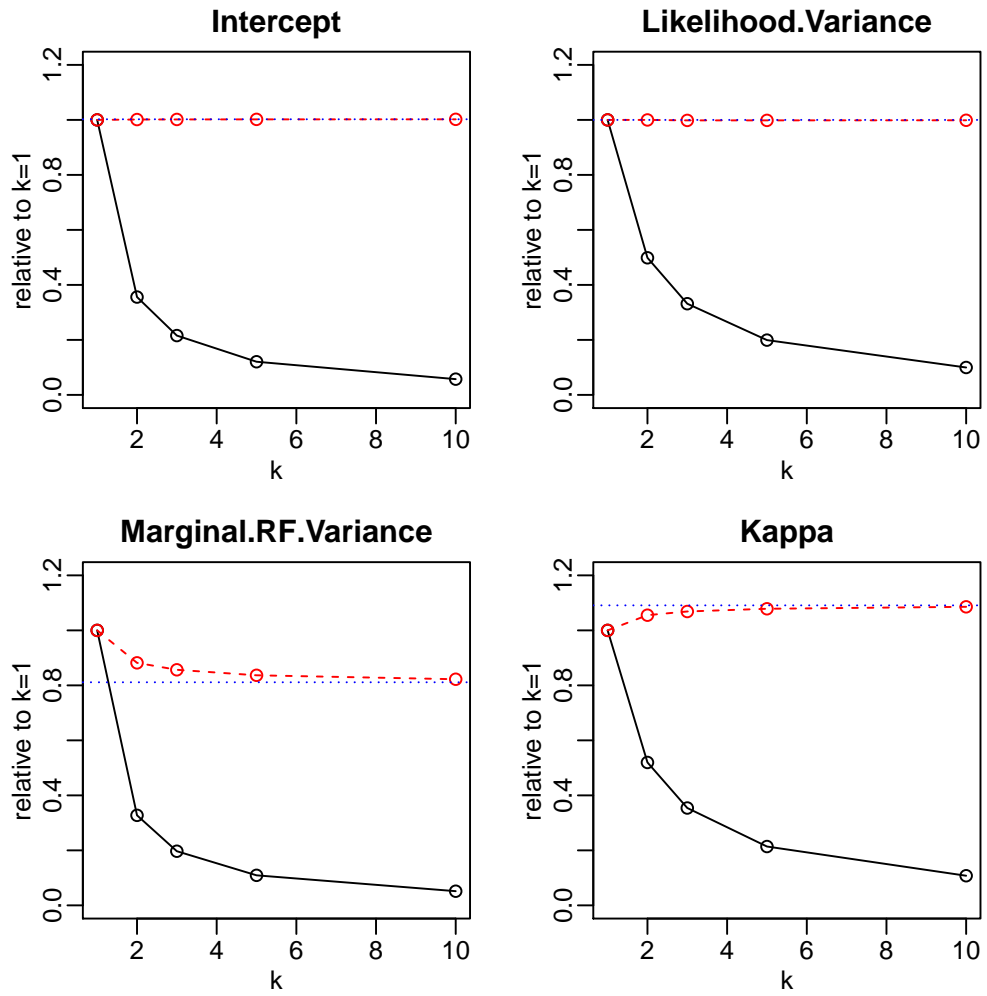 Intercept
relative to k=1
0.0 0.4 0.8 1.2
2 4 6 8 10
k
Likelihood.Variance
relative to k=1
0.0 0.4 0.8 1.2
2 4 6 8 10
k
Marginal.RF.Variance
relative to k=1
0.0 0.4 0.8 1.2
2 4 6 8 10
k
Kappa
relative to k=1
0.0 0.4 0.8 1.2
2 4 6 8 10
k